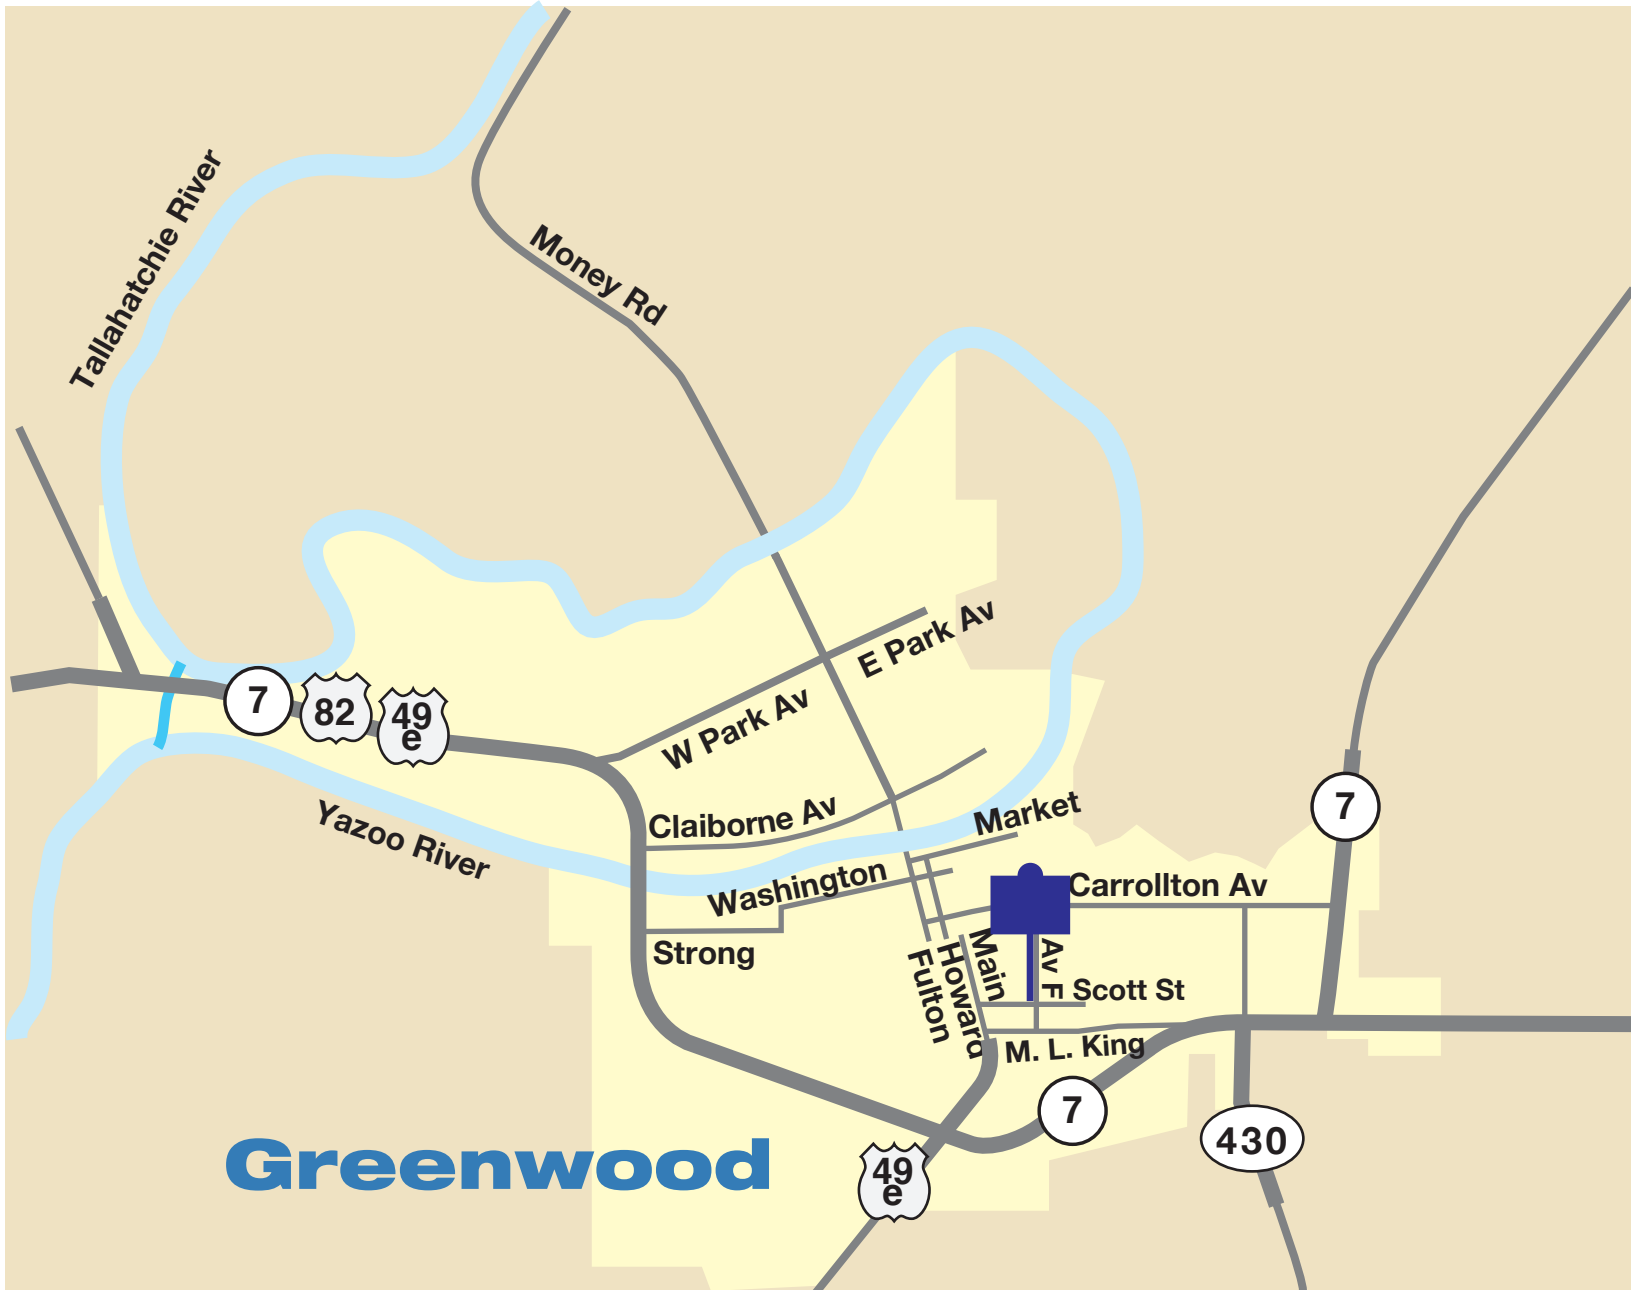 Tallahatchie River
Money Rd
E Park Av
W Park Av
7
82
49
e
Claiborne Av
Market
7
Yazoo River
Washington
Carrollton Av
Strong
Main
Av F
Scott St
Fulton
Howard
M. L. King
7
430
Greenwood
49
e